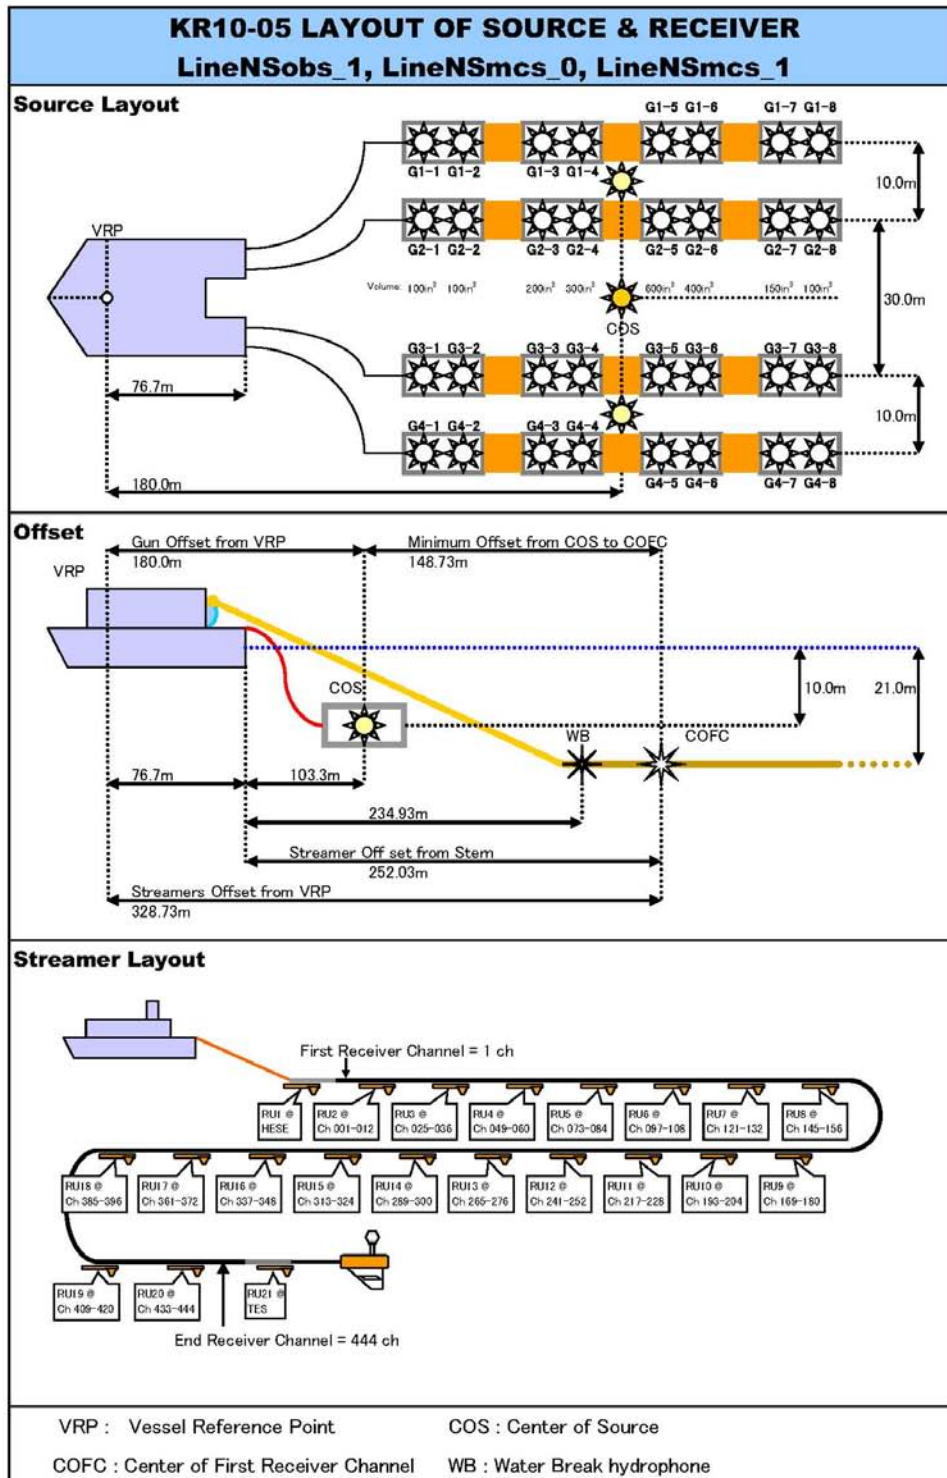 KR10-05 LAYOUT OF SOURCE & RECEIVER
LineNSobs_1, LineNSmcs_0, LineNSmcs_1
Source Layout
G1-5 G1-6 G1-7 G1-8
G1-1 G1-2 G1-3 G1-4
10.0m
VRP
G2-1 G2-2 G2-3 G2-4 G2-5 G2-6 G2-7 G2-8
Volume: 100in³ 100in³ 200in³ 300in³ 600in³ 400in³ 150in³ 100in³
30.0m
COS
G3-1 G3-2 G3-3 G3-4 G3-5 G3-6 G3-7 G3-8
76.7m
10.0m
G4-1 G4-2 G4-3 G4-4
G4-5 G4-6 G4-7 G4-8
180.0m
Offset
Gun Offset from VRP Minimum Offset from COS to COFC
180.0m 148.73m
VRP
COS
10.0m 21.0m
WB COFC
76.7m 103.3m
234.93m
Streamer Off set from Stern
252.03m
Streamers Offset from VRP
328.73m
Streamer Layout
First Receiver Channel = 1 ch
RU1 @ RU2 @ RU3 @ RU4 @ RU5 @ RU6 @ RU7 @ RU8 @
HESE Ch 001-012 Ch 025-036 Ch 049-060 Ch 073-084 Ch 097-108 Ch 121-132 Ch 145-156
RU18 @ RU17 @ RU16 @ RU15 @ RU14 @ RU13 @ RU12 @ RU11 @ RU10 @ RU9 @
Ch 385-396 Ch 361-372 Ch 337-348 Ch 313-324 Ch 289-300 Ch 265-276 Ch 241-252 Ch 217-228 Ch 193-204 Ch 169-180
RU19 @ RU20 @ RU21 @
Ch 409-420 Ch 433-444 TES
End Receiver Channel = 444 ch
VRP : Vessel Reference Point COS : Center of Source
COFC : Center of First Receiver Channel WB : Water Break hydrophone